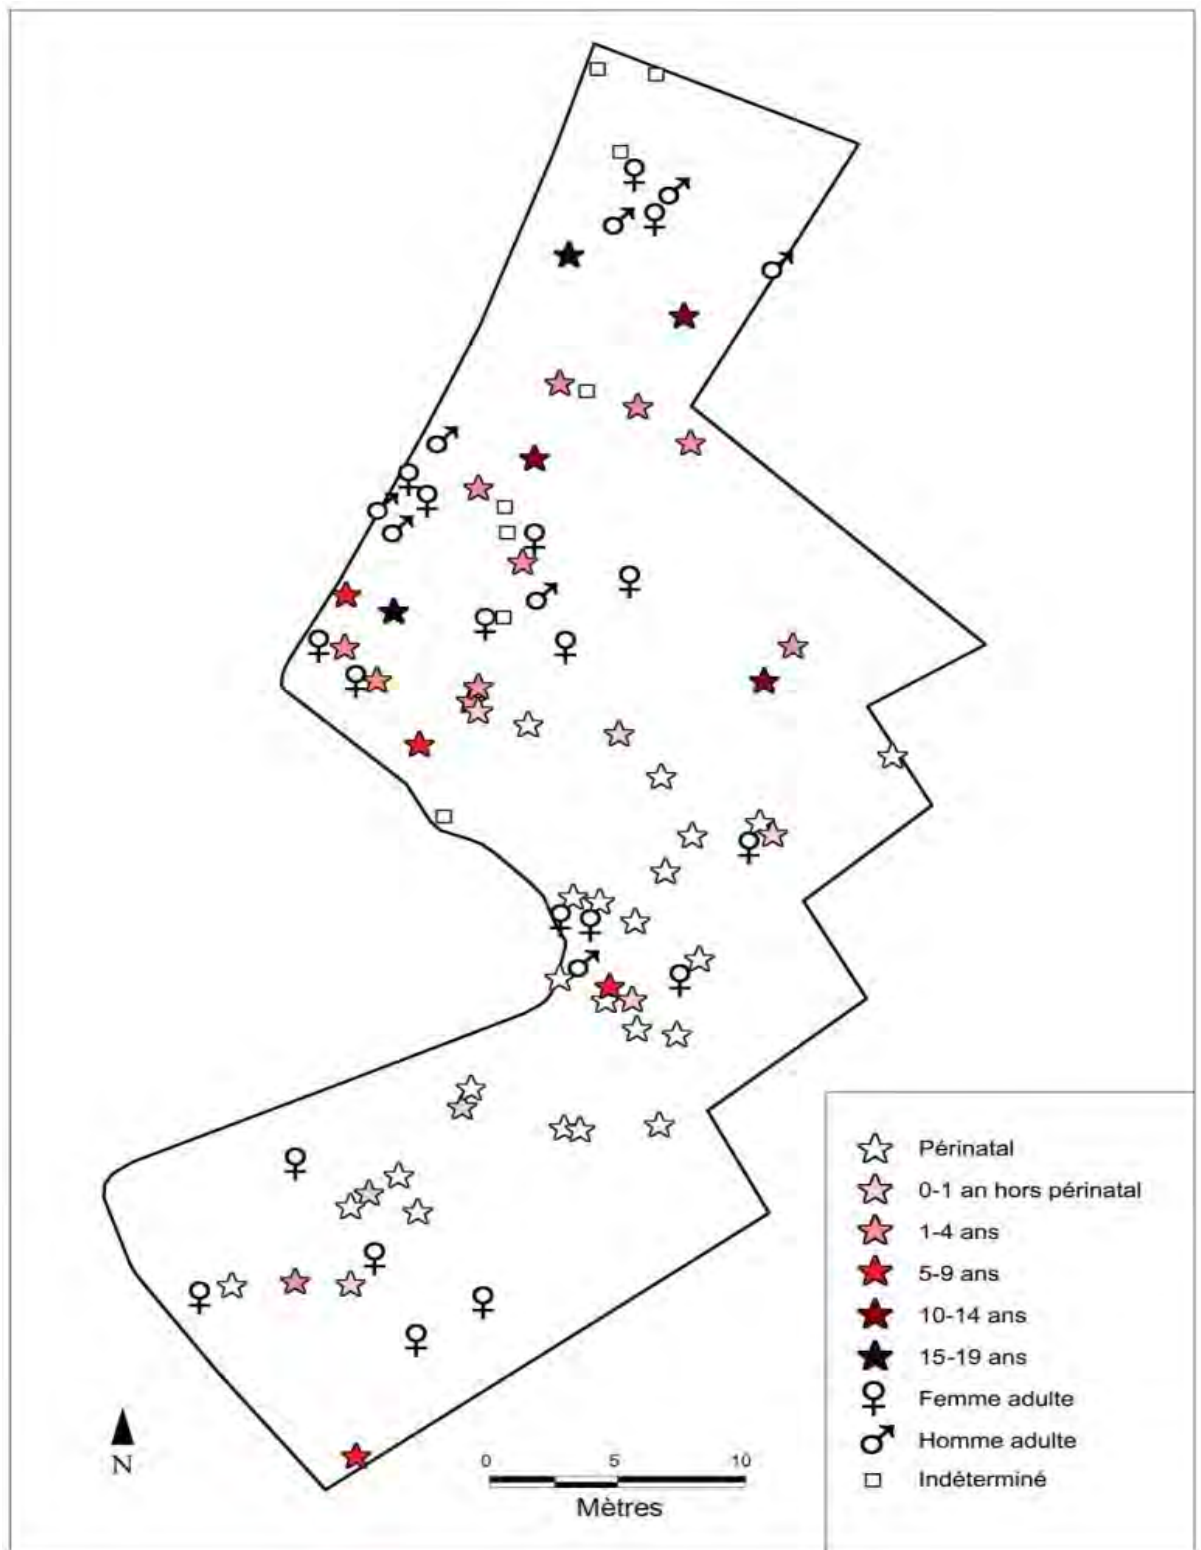 Périnatal
0-1 an hors périnatal
1-4 ans
5-9 ans
10-14 ans
15-19 ans
Femme adulte
Homme adulte
Indéterminé
N
0 5 10
Mètres